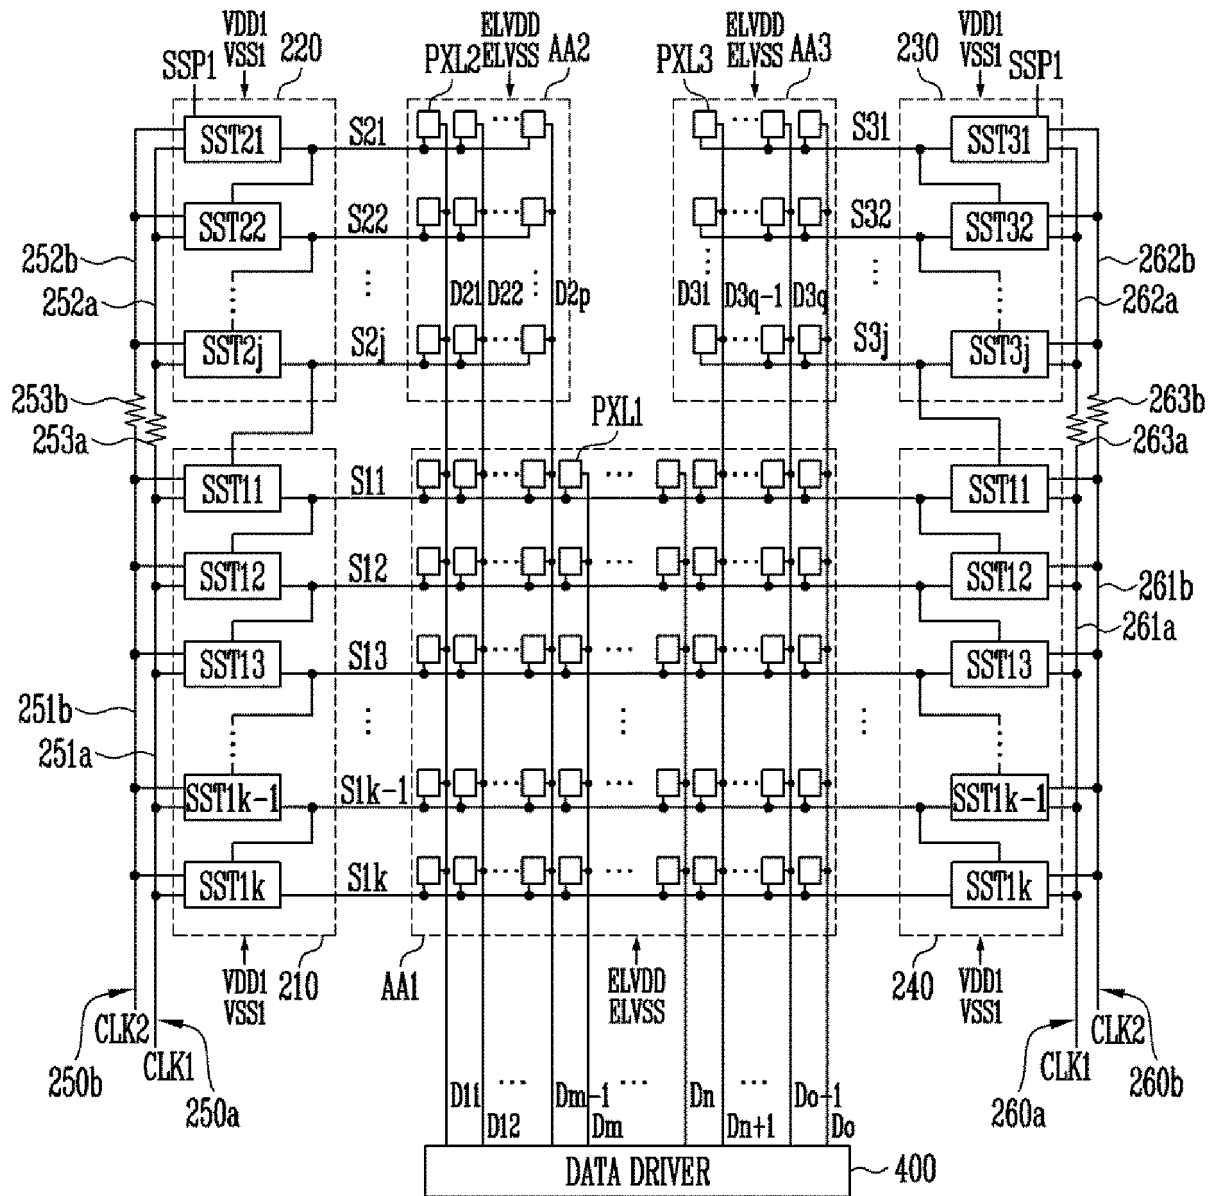 VDD1
VSS1
ELVDD
ELVSS
ELVDD
ELVSS
VDD1
VSS1
SSP1
220
PXL2
AA2
PXL3
AA3
230
SSP1
SST21
S21
S31
SST31
SST22
S22
S32
SST32
252b
252a
D21
D22
D2p
D31
D3q-1
D3q
262b
262a
SST2j
S2j
S3j
SST3j
253b
253a
PXL1
263b
263a
SST11
S11
SST11
SST12
S12
SST12
261b
261a
SST13
S13
SST13
251b
251a
SST1k-1
S1k-1
SST1k-1
SST1k
S1k
SST1k
VDD1
VSS1
210
AA1
ELVDD
ELVSS
240
VDD1
VSS1
CLK2
CLK1
250b
250a
CLK2
CLK1
260a
260b
D11
D12
Dm-1
Dm
Dn
Dn+1
Do-1
Do
DATA DRIVER
400